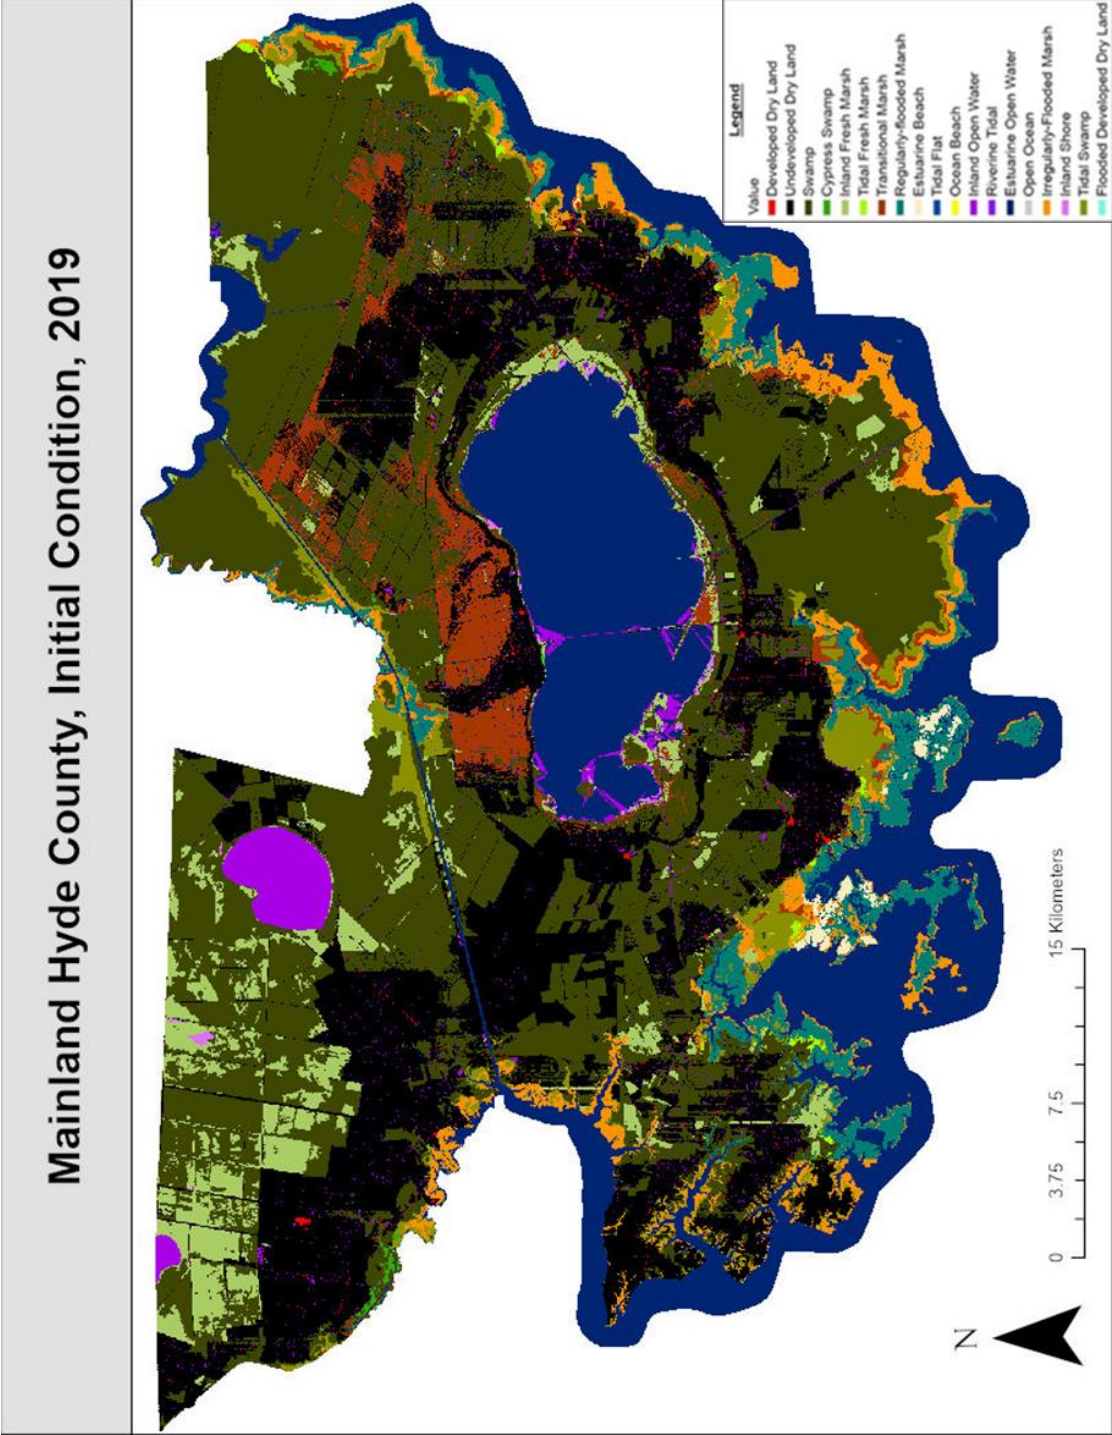 Mainland Hyde County, Initial Condition, 2019
Legend
Value
Developed Dry Land
Undeveloped Dry Land
Swamp
Cypress Swamp
Inland Fresh Marsh
Tidal Fresh Marsh
Transitional Marsh
Regularly-flooded Marsh
Estuarine Beach
Tidal Flat
Ocean Beach
Inland Open Water
Riverine Tidal
Estuarine Open Water
Open Ocean
Irregularly-Flooded Marsh
Inland Shore
Tidal Swamp
Flooded Developed Dry Land
N
0 3.75 7.5 15 Kilometers